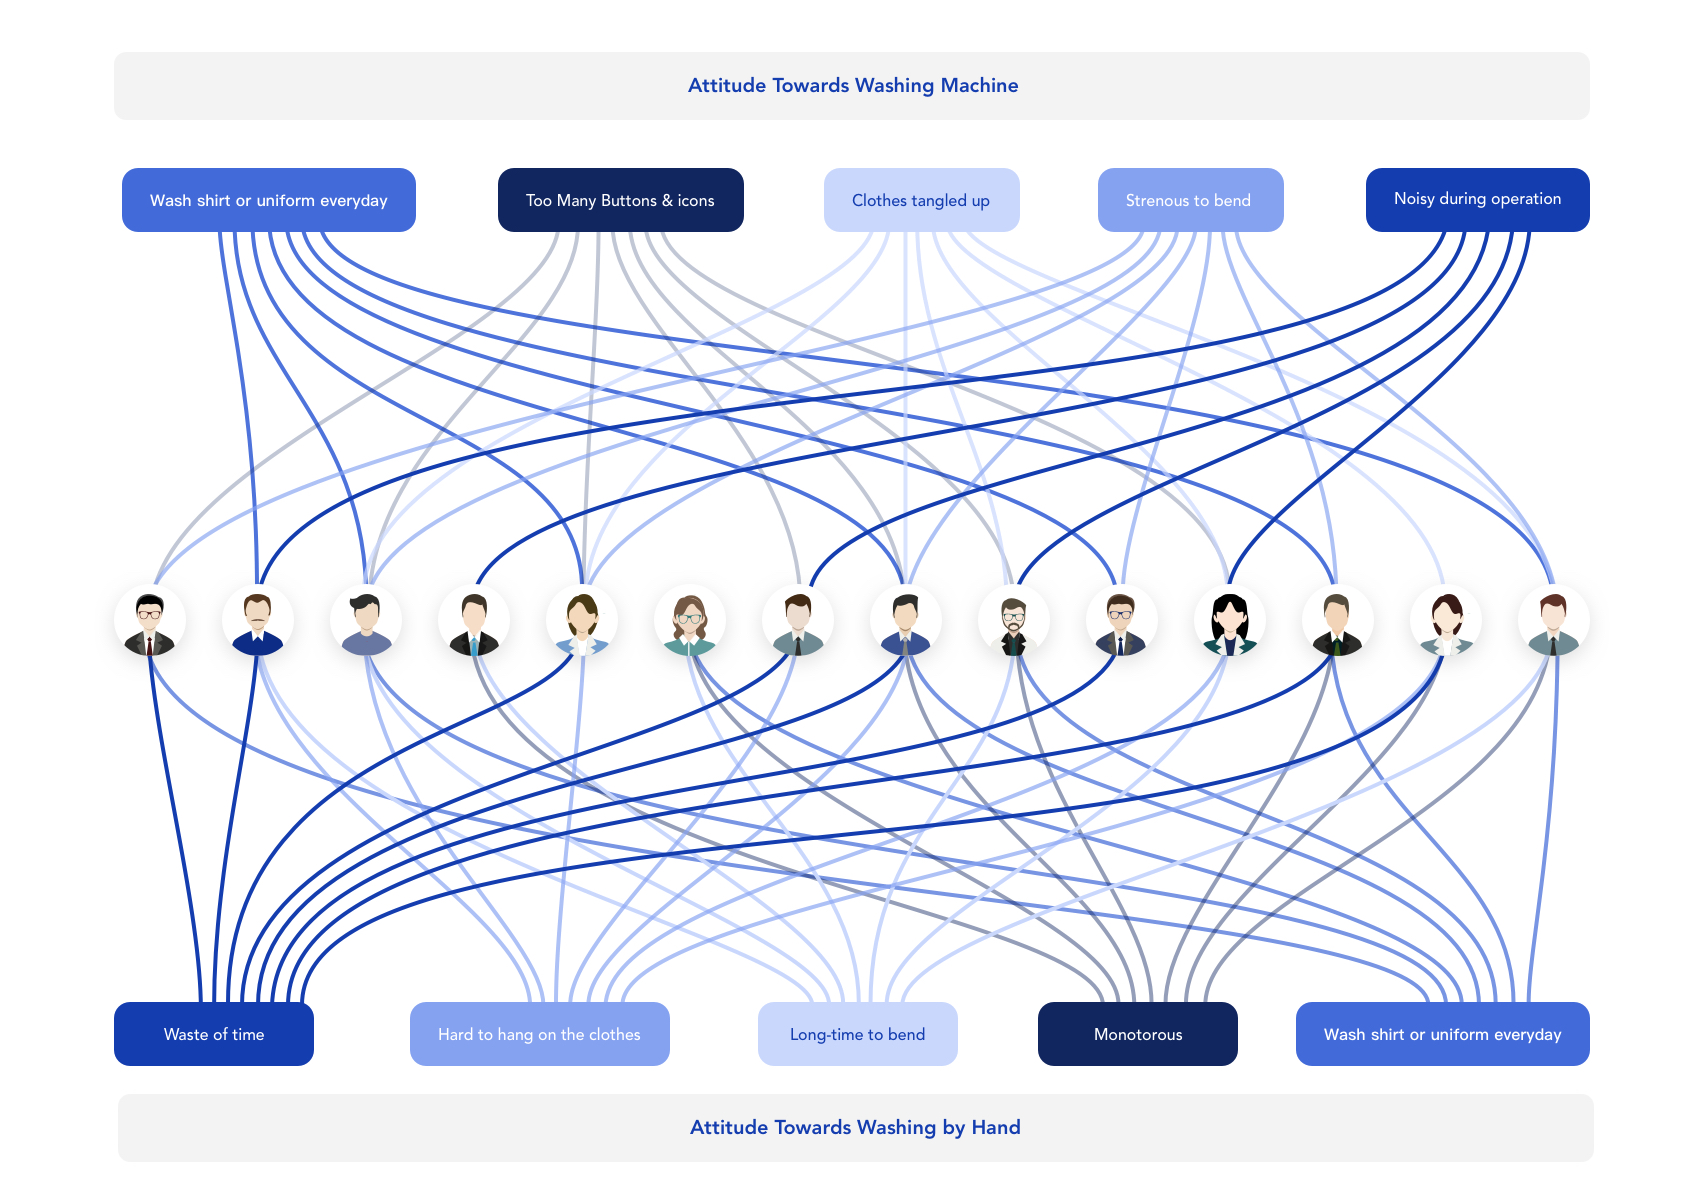 Attitude Towards Washing Machine
Wash shirt or uniform everyday
Too Many Buttons & icons
Clothes tangled up
Strenous to bend
Noisy during operation
Waste of time
Hard to hang on the clothes
Long-time to bend
Monotorous
Wash shirt or uniform everyday
Attitude Towards Washing by Hand